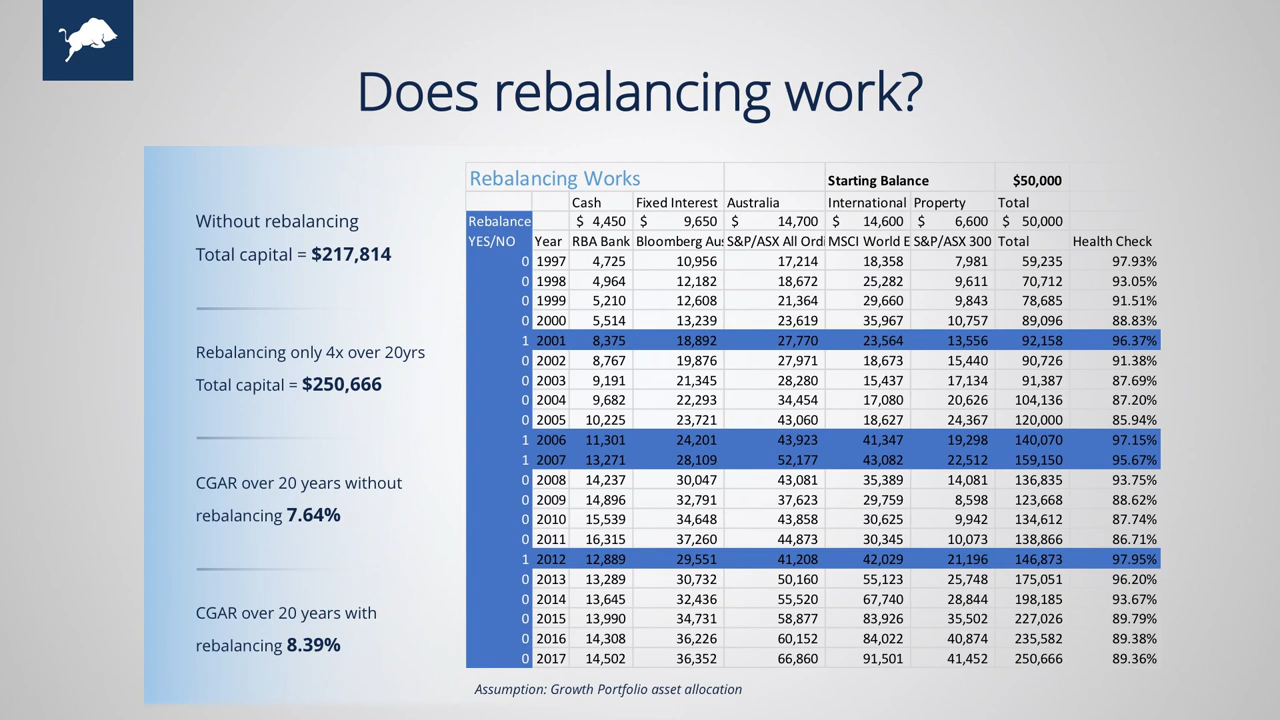 Does rebalancing work?
Without rebalancing
Total capital = $217,814
Rebalancing only 4x over 20yrs
Total capital = $250,666
CGAR over 20 years without
rebalancing 7.64%
CGAR over 20 years with
rebalancing 8.39%
Rebalancing Works Starting Balance $50,000
Cash Fixed Interest Australia International Property Total
Rebalance $ 4,450 $ 9,650 $ 14,700 $ 14,600 $ 6,600 $ 50,000
YES/NO Year RBA Bank Bloomberg Aus S&P/ASX All Ordi MSCI World E S&P/ASX 300 Total Health Check
0 1997 4,725 10,956 17,214 18,358 7,981 59,235 97.93%
0 1998 4,964 12,182 18,672 25,282 9,611 70,712 93.05%
0 1999 5,210 12,608 21,364 29,660 9,843 78,685 91.51%
0 2000 5,514 13,239 23,619 35,967 10,757 89,096 88.83%
1 2001 8,375 18,892 27,770 23,564 13,556 92,158 96.37%
0 2002 8,767 19,876 27,971 18,673 15,440 90,726 91.38%
0 2003 9,191 21,345 28,280 15,437 17,134 91,387 87.69%
0 2004 9,682 22,293 34,454 17,080 20,626 104,136 87.20%
0 2005 10,225 23,721 43,060 18,627 24,367 120,000 85.94%
1 2006 11,301 24,201 43,923 41,347 19,298 140,070 97.15%
1 2007 13,271 28,109 52,177 43,082 22,512 159,150 95.67%
0 2008 14,237 30,047 43,081 35,389 14,081 136,835 93.75%
0 2009 14,896 32,791 37,623 29,759 8,598 123,668 88.62%
0 2010 15,539 34,648 43,858 30,625 9,942 134,612 87.74%
0 2011 16,315 37,260 44,873 30,345 10,073 138,866 86.71%
1 2012 12,889 29,551 41,208 42,029 21,196 146,873 97.95%
0 2013 13,289 30,732 50,160 55,123 25,748 175,051 96.20%
0 2014 13,645 32,436 55,520 67,740 28,844 198,185 93.67%
0 2015 13,990 34,731 58,877 83,926 35,502 227,026 89.79%
0 2016 14,308 36,226 60,152 84,022 40,874 235,582 89.38%
0 2017 14,502 36,352 66,860 91,501 41,452 250,666 89.36%
Assumption: Growth Portfolio asset allocation